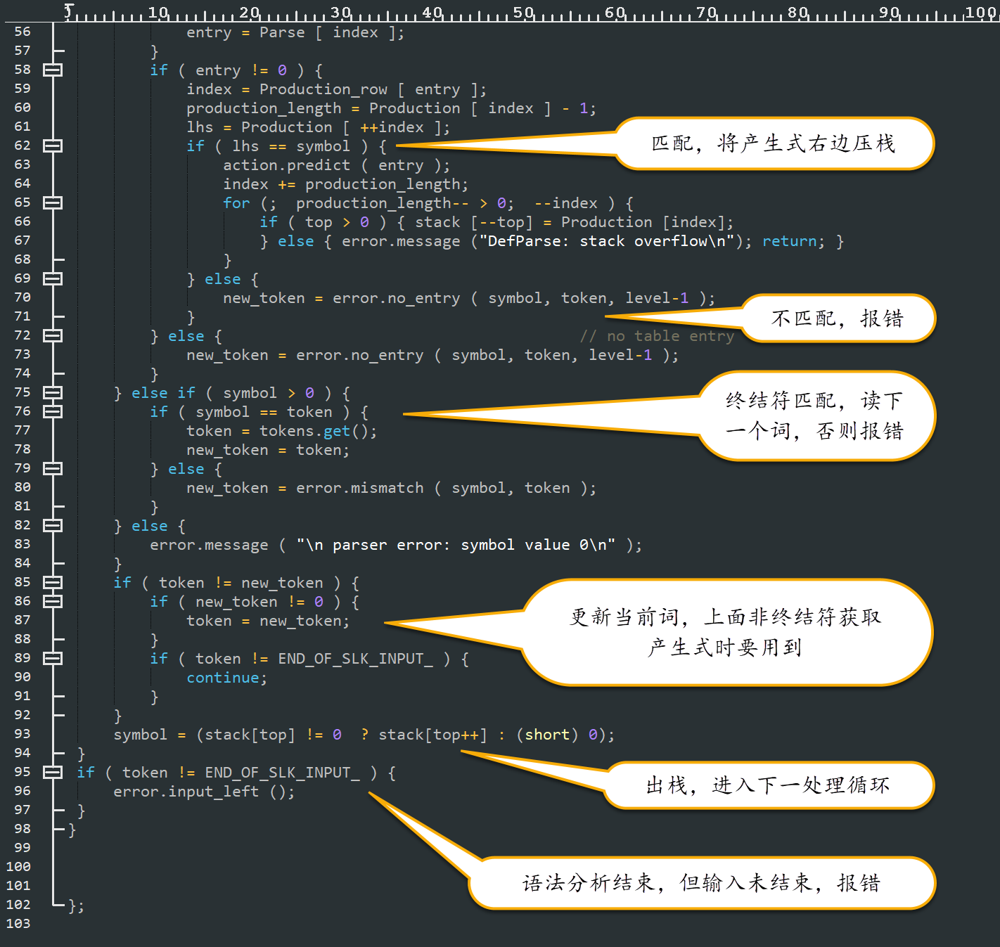 10 20 30 40 50 60 70 80 90 100
56 entry = Parse [ index ];
57 }
58 if ( entry != 0 ) {
59 index = Production_row [ entry ];
60 production_length = Production [ index ] - 1;
61 lhs = Production [ ++index ];
62 if ( lhs == symbol ) {
匹配，将产生式右边压栈
63 action.predict ( entry );
64 index += production_length;
65 for (;  production_length-- > 0;  --index ) {
66 if ( top > 0 ) { stack [--top] = Production [index];
67 } else { error.message ("DefParse: stack overflow\n"); return; }
68 }
69 } else {
70 new_token = error.no_entry ( symbol, token, level-1 );
71 }
不匹配，报错
72 } else { // no table entry
73 new_token = error.no_entry ( symbol, token, level-1 );
74 }
75 } else if ( symbol > 0 ) {
76 if ( symbol == token ) {
终结符匹配，读下
一个词，否则报错
77 token = tokens.get();
78 new_token = token;
79 } else {
80 new_token = error.mismatch ( symbol, token );
81 }
82 } else {
83 error.message ( "\n parser error: symbol value 0\n" );
84 }
85 if ( token != new_token ) {
86 if ( new_token != 0 ) {
87 token = new_token;
更新当前词，上面非终结符获取
产生式时要用到
88 }
89 if ( token != END_OF_SLK_INPUT_ ) {
90 continue;
91 }
92 }
93 symbol = (stack[top] != 0  ? stack[top++] : (short) 0);
94 }
出栈，进入下一处理循环
95 if ( token != END_OF_SLK_INPUT_ ) {
96 error.input_left ();
97 }
98 }
99
100
语法分析结束，但输入未结束，报错
101
102 };
103